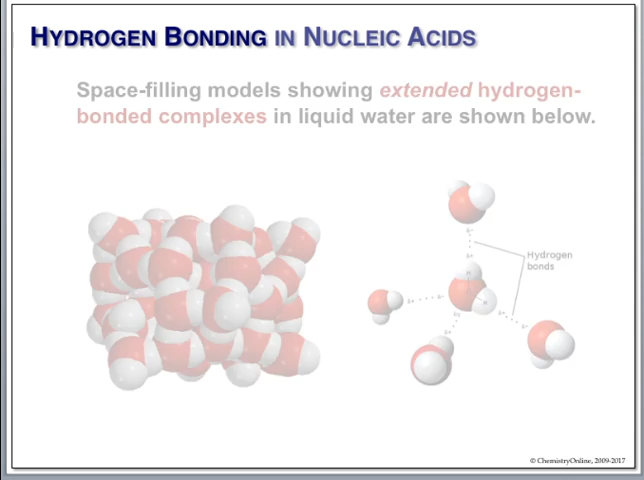 HYDROGEN BONDING IN NUCLEIC ACIDS
Space-filling models showing extended hydrogen-
bonded complexes in liquid water are shown below.
Hydrogen
bonds
© ChemistryOnline, 2009-2017